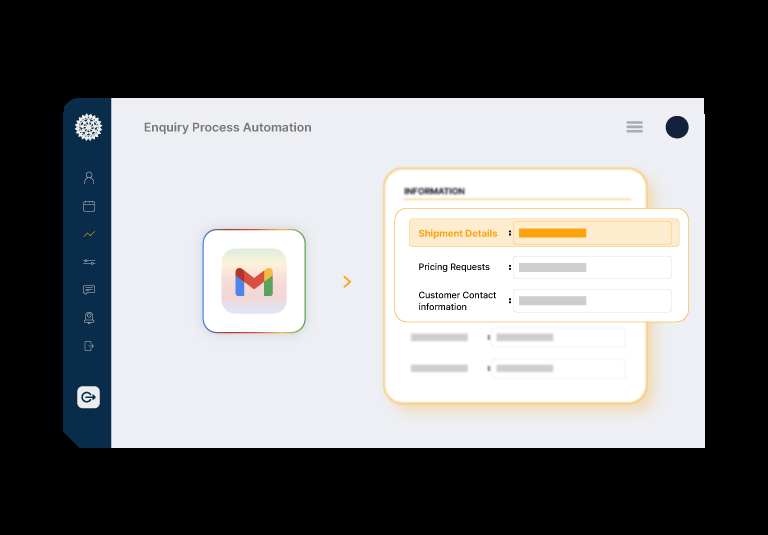 Enquiry Process Automation
INFORMATION
Shipment Details :
Pricing Requests :
Customer Contact :
information